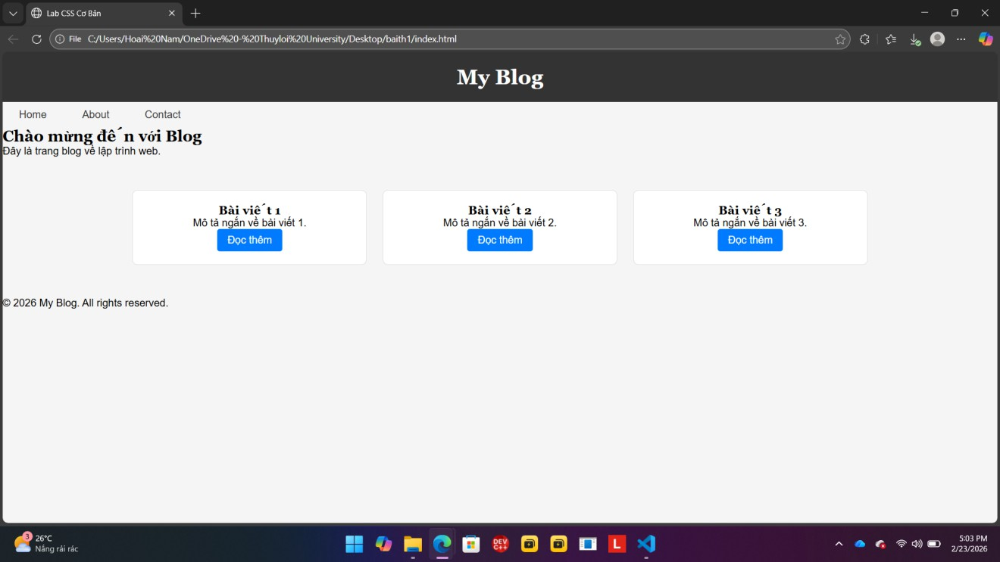 Lab CSS Cơ Bản
File C:/Users/Hoai%20Nam/OneDrive%20-%20Thuyloi%20University/Desktop/baith1/index.html
My Blog
Home About Contact
Chào mừng đến với Blog
Đây là trang blog về lập trình web.
Bài viết 1 Bài viết 2 Bài viết 3
Mô tả ngắn về bài viết 1. Mô tả ngắn về bài viết 2. Mô tả ngắn về bài viết 3.
Đọc thêm Đọc thêm Đọc thêm
© 2026 My Blog. All rights reserved.
3 26°C
Nắng rải rác
DEV C++
L
5:03 PM
2/23/2026